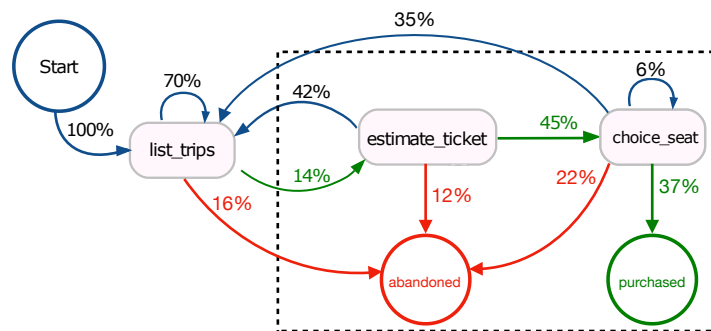 35%
Start
70%
42%
6%
100%
list_trips
estimate_ticket
45%
choice_seat
14%
16%
12%
22%
37%
abandoned
purchased